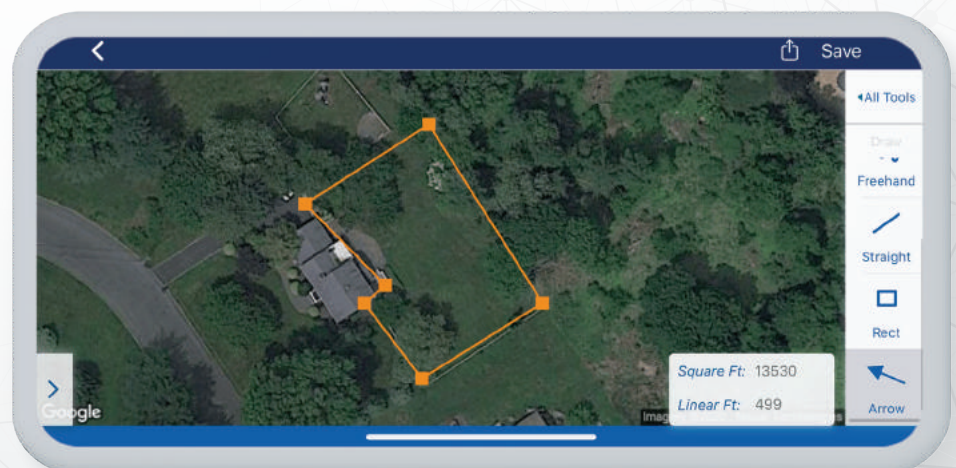 Save
All Tools
Draw
Freehand
Straight
Rect
Arrow
Square Ft: 13530
Linear Ft: 499
Google